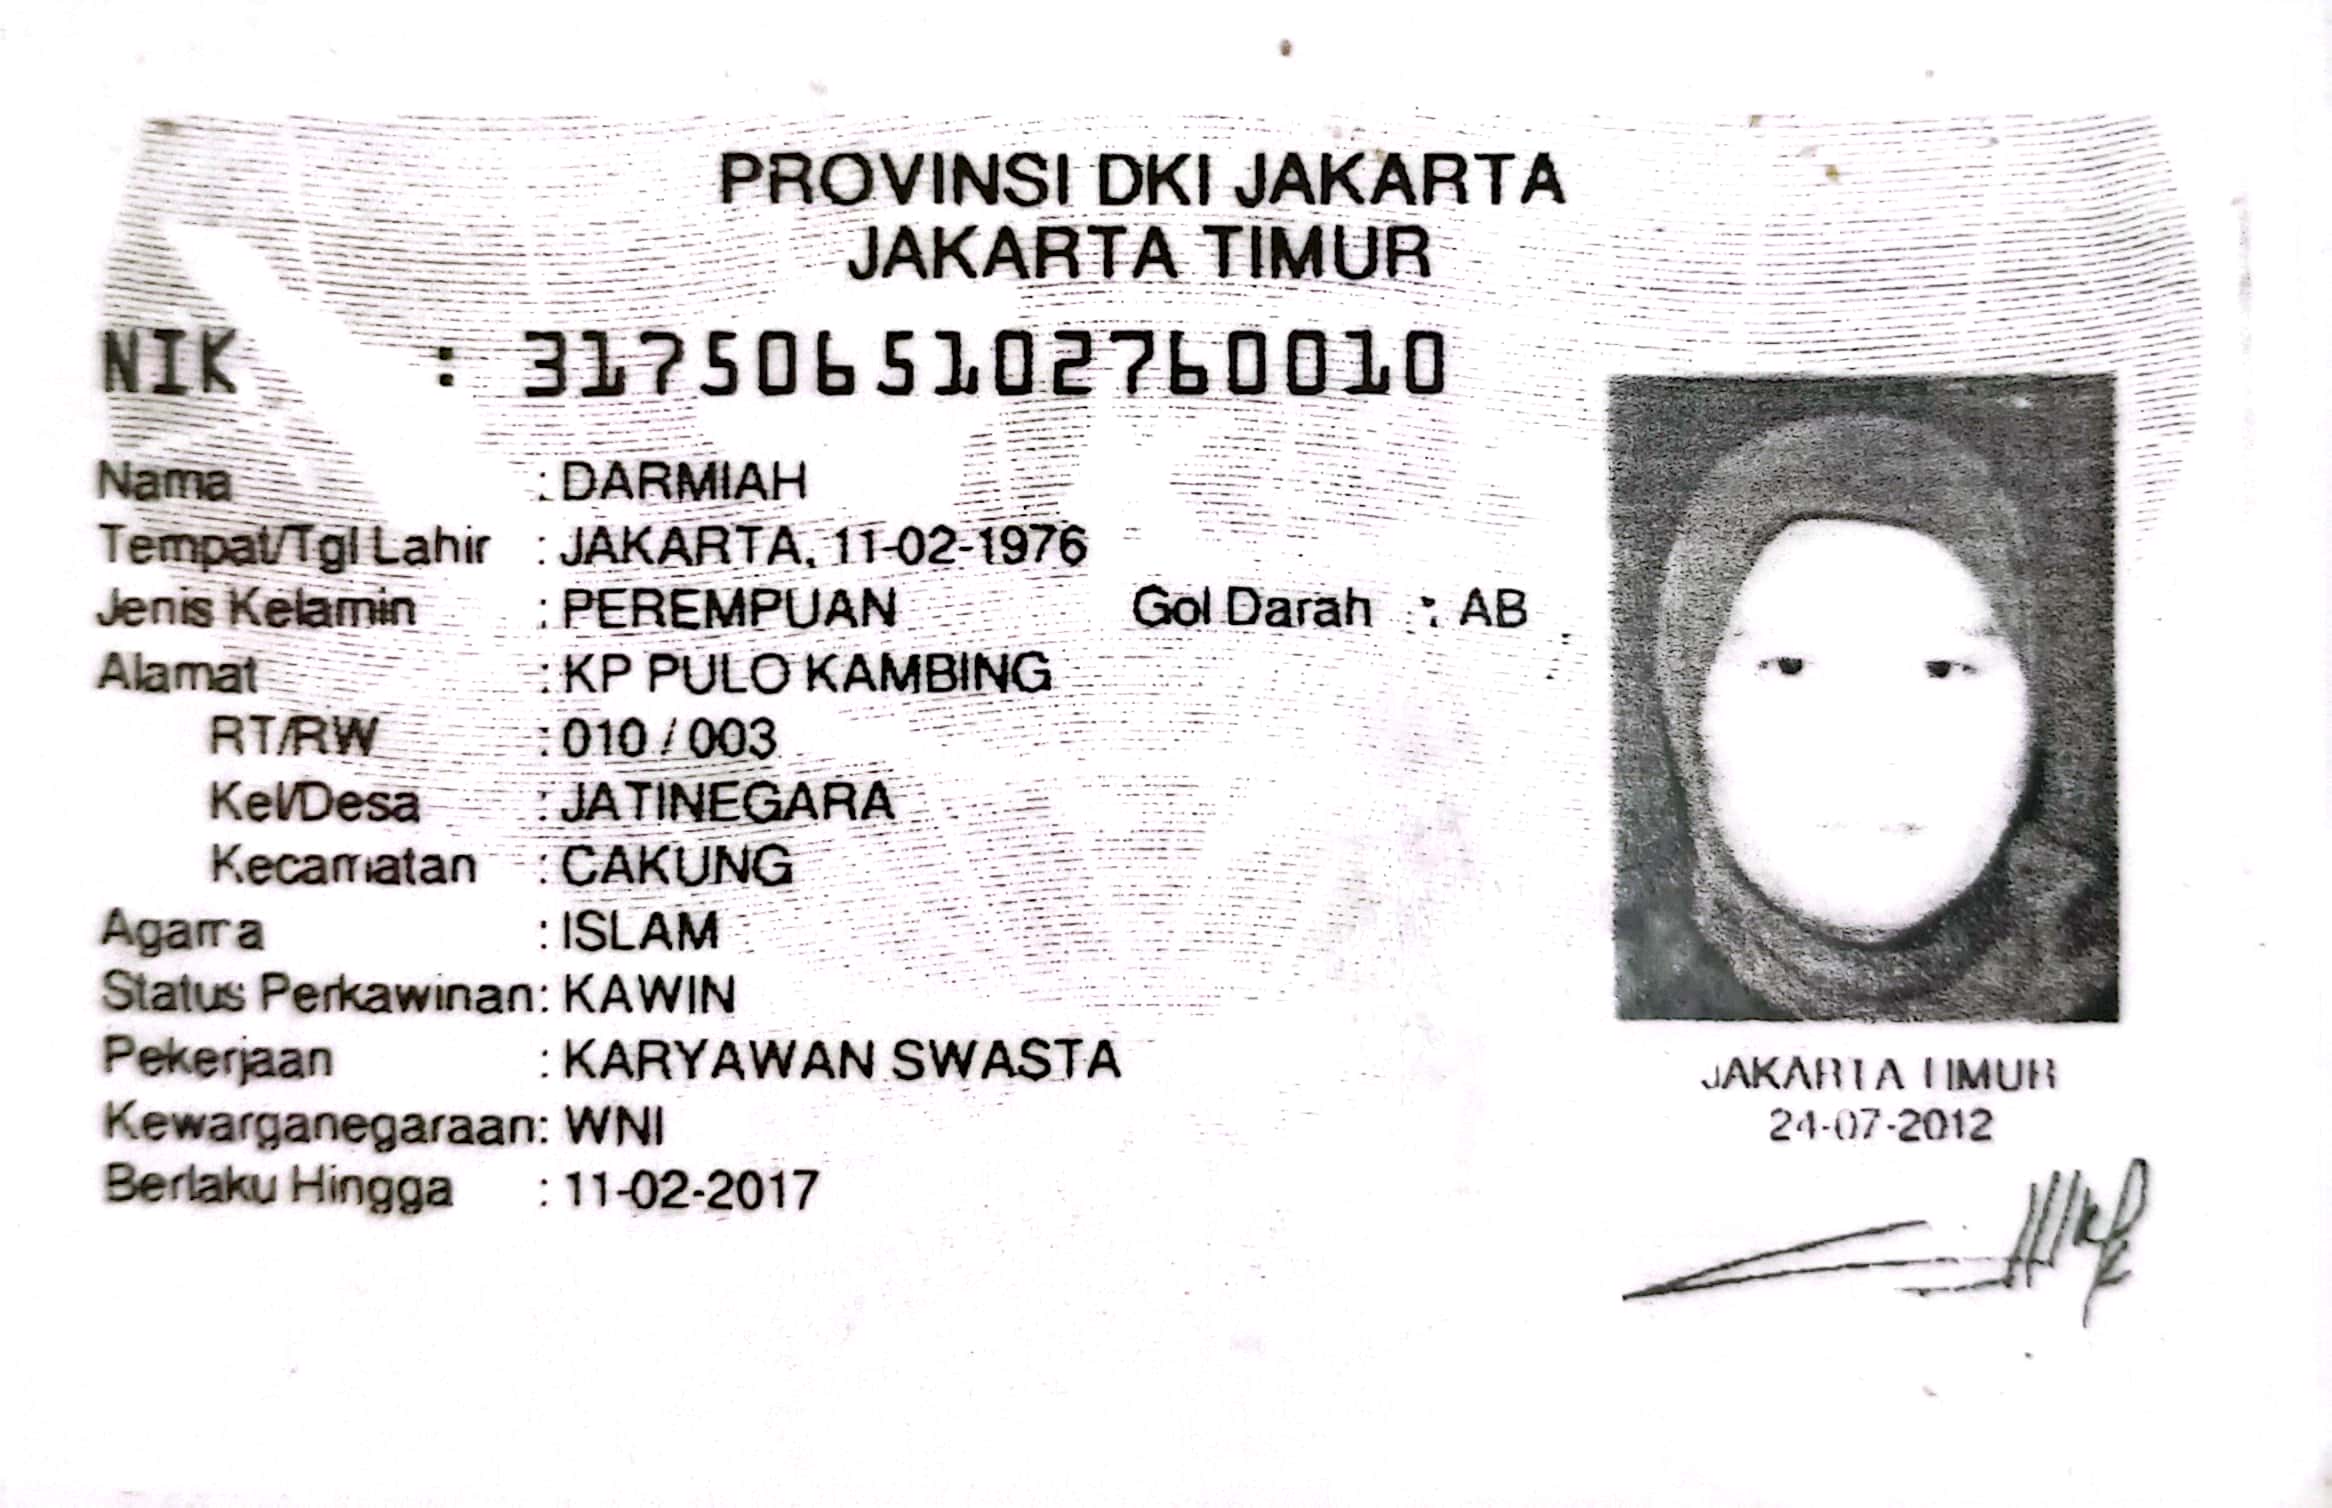 PROVINSI DKI JAKARTA
JAKARTA TIMUR
NIK : 3175065102760010
Nama : DARMIAH
Tempat/Tgl Lahir : JAKARTA, 11-02-1976
Jenis Kelamin : PEREMPUAN Gol Darah : AB
Alamat : KP PULO KAMBING
RT/RW : 010 / 003
Kel/Desa : JATINEGARA
Kecamatan : CAKUNG
Agama : ISLAM
Status Perkawinan : KAWIN
Pekerjaan : KARYAWAN SWASTA
Kewarganegaraan : WNI
Berlaku Hingga : 11-02-2017
JAKARTA TIMUR
24-07-2012